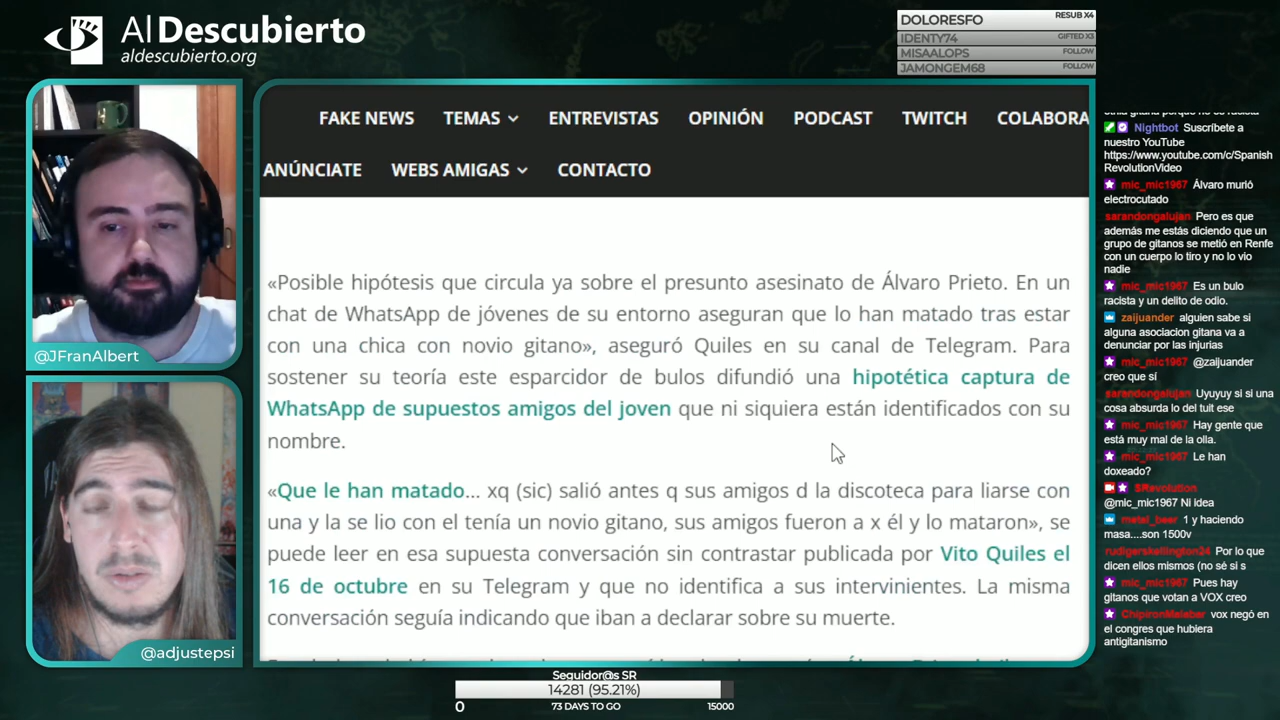 Al Descubierto
aldescubierto.org
DOLORESFO RESUB X4
IDENTY74 GIFTED X3
MISAALOPS FOLLOW
JAMONGEM68 FOLLOW
@JFranAlbert
@adjustepsi
FAKE NEWS TEMAS ENTREVISTAS OPINIÓN PODCAST TWITCH COLABORA
ANÚNCIATE WEBS AMIGAS CONTACTO
«Posible hipótesis que circula ya sobre el presunto asesinato de Álvaro Prieto. En un
chat de WhatsApp de jóvenes de su entorno aseguran que lo han matado tras estar
con una chica con novio gitano», aseguró Quiles en su canal de Telegram. Para
sostener su teoría este esparcidor de bulos difundió una hipotética captura de
WhatsApp de supuestos amigos del joven que ni siquiera están identificados con su
nombre.
«Que le han matado... xq (sic) salió antes q sus amigos d la discoteca para liarse con
una y la se lio con el tenía un novio gitano, sus amigos fueron a x él y lo mataron», se
puede leer en esa supuesta conversación sin contrastar publicada por Vito Quiles el
16 de octubre en su Telegram y que no identifica a sus intervinientes. La misma
conversación seguía indicando que iban a declarar sobre su muerte.
Nightbot Suscríbete a
nuestro YouTube
https://www.youtube.com/c/Spanish
RevolutionVideo
mic_mic1967 Álvaro murió
electrocutado
sarandongalujan Pero es que
además me estás diciendo que un
grupo de gitanos se metió en Renfe
con un cuerpo lo tiro y no lo vio
nadie
mic_mic1967 Es un bulo
racista y un delito de odio.
zaijuander alguien sabe si
alguna asociacion gitana va a
denunciar por las injurias
mic_mic1967 @zaijuander
creo que sí
sarandongalujan Uyuyuy si si una
cosa absurda lo del tuit ese
mic_mic1967 Hay gente que
está muy mal de la olla.
mic_mic1967 Le han
doxeado?
SRevolution
@mic_mic1967 Ni idea
metal_beer 1 y haciendo
masa....son 1500v
rudigerskellington24 Por lo que
dicen ellos mismos (no sé si s
mic_mic1967 Pues hay
gitanos que votan a VOX creo
ChipironMalabar vox negó en
el congres que hubiera
antigitanismo
Seguidor@s SR
14281 (95.21%)
0 73 DAYS TO GO 15000